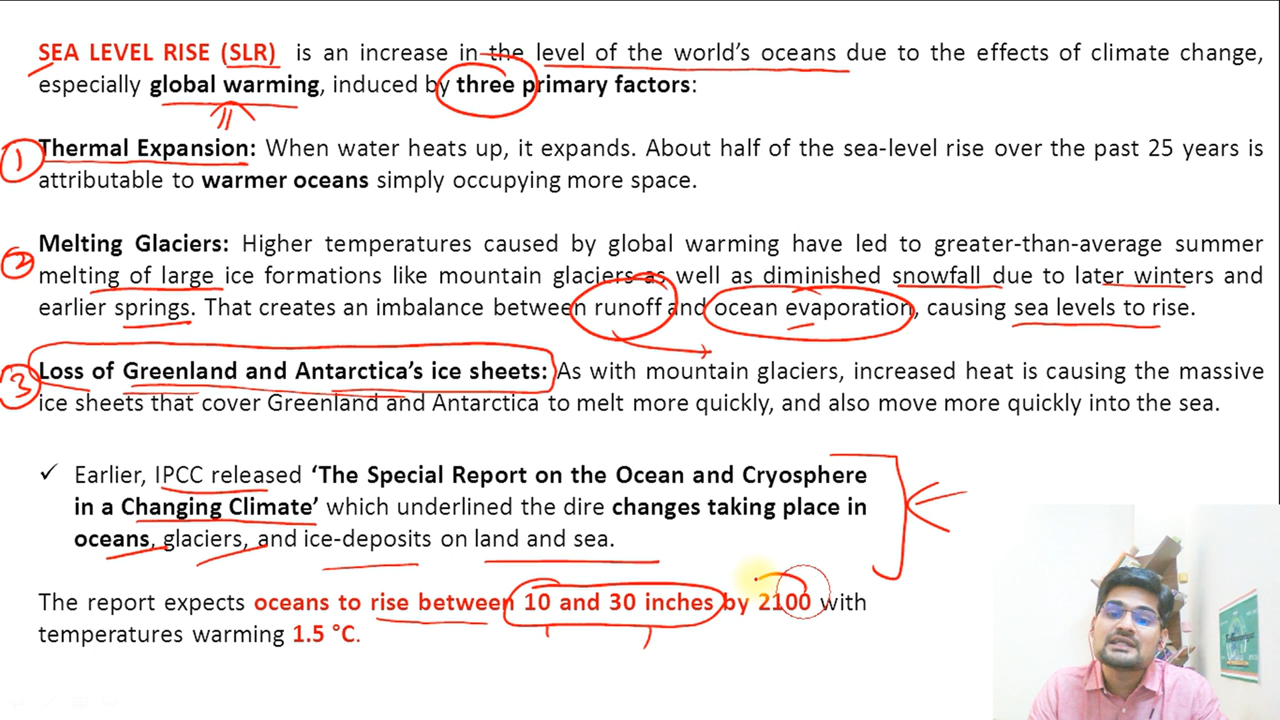 SEA LEVEL RISE (SLR) is an increase in the level of the world's oceans due to the effects of climate change,
especially global warming, induced by three primary factors:
1 Thermal Expansion: When water heats up, it expands. About half of the sea-level rise over the past 25 years is
attributable to warmer oceans simply occupying more space.
2 Melting Glaciers: Higher temperatures caused by global warming have led to greater-than-average summer
melting of large ice formations like mountain glaciers as well as diminished snowfall due to later winters and
earlier springs. That creates an imbalance between runoff and ocean evaporation, causing sea levels to rise.
3 Loss of Greenland and Antarctica's ice sheets: As with mountain glaciers, increased heat is causing the massive
ice sheets that cover Greenland and Antarctica to melt more quickly, and also move more quickly into the sea.
✓ Earlier, IPCC released ‘The Special Report on the Ocean and Cryosphere
in a Changing Climate’ which underlined the dire changes taking place in
oceans, glaciers, and ice-deposits on land and sea.
The report expects oceans to rise between 10 and 30 inches by 2100 with
temperatures warming 1.5 °C.